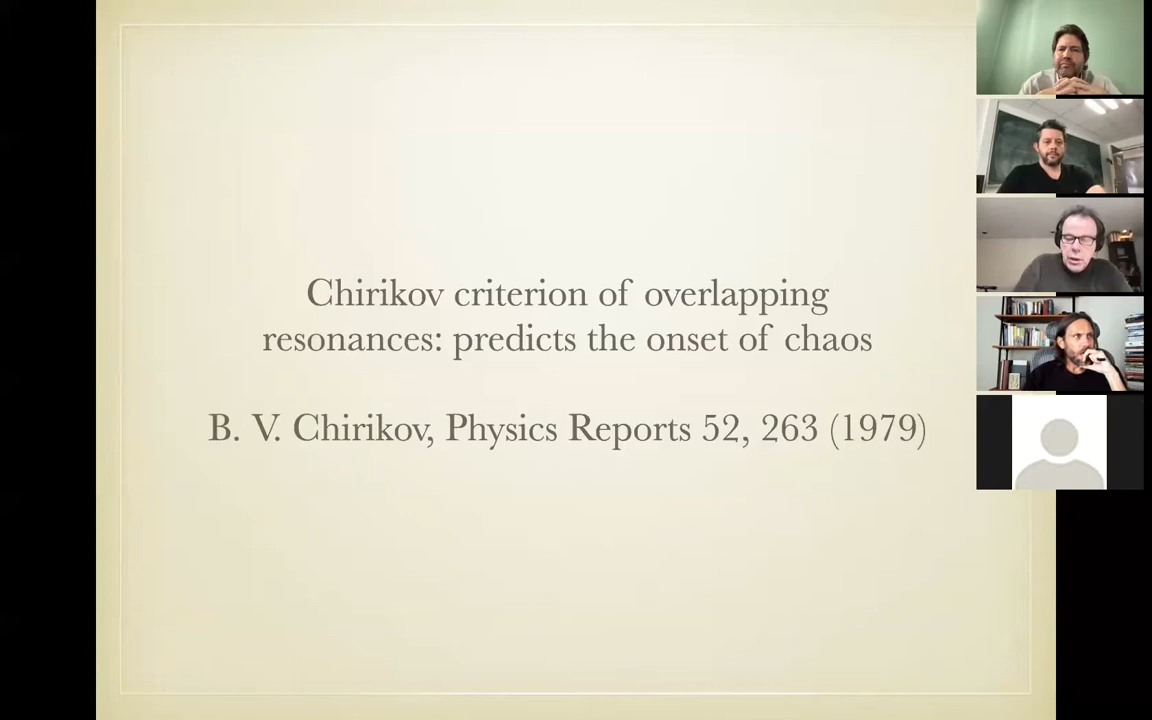 Chirikov criterion of overlapping
resonances: predicts the onset of chaos
B. V. Chirikov, Physics Reports 52, 263 (1979)